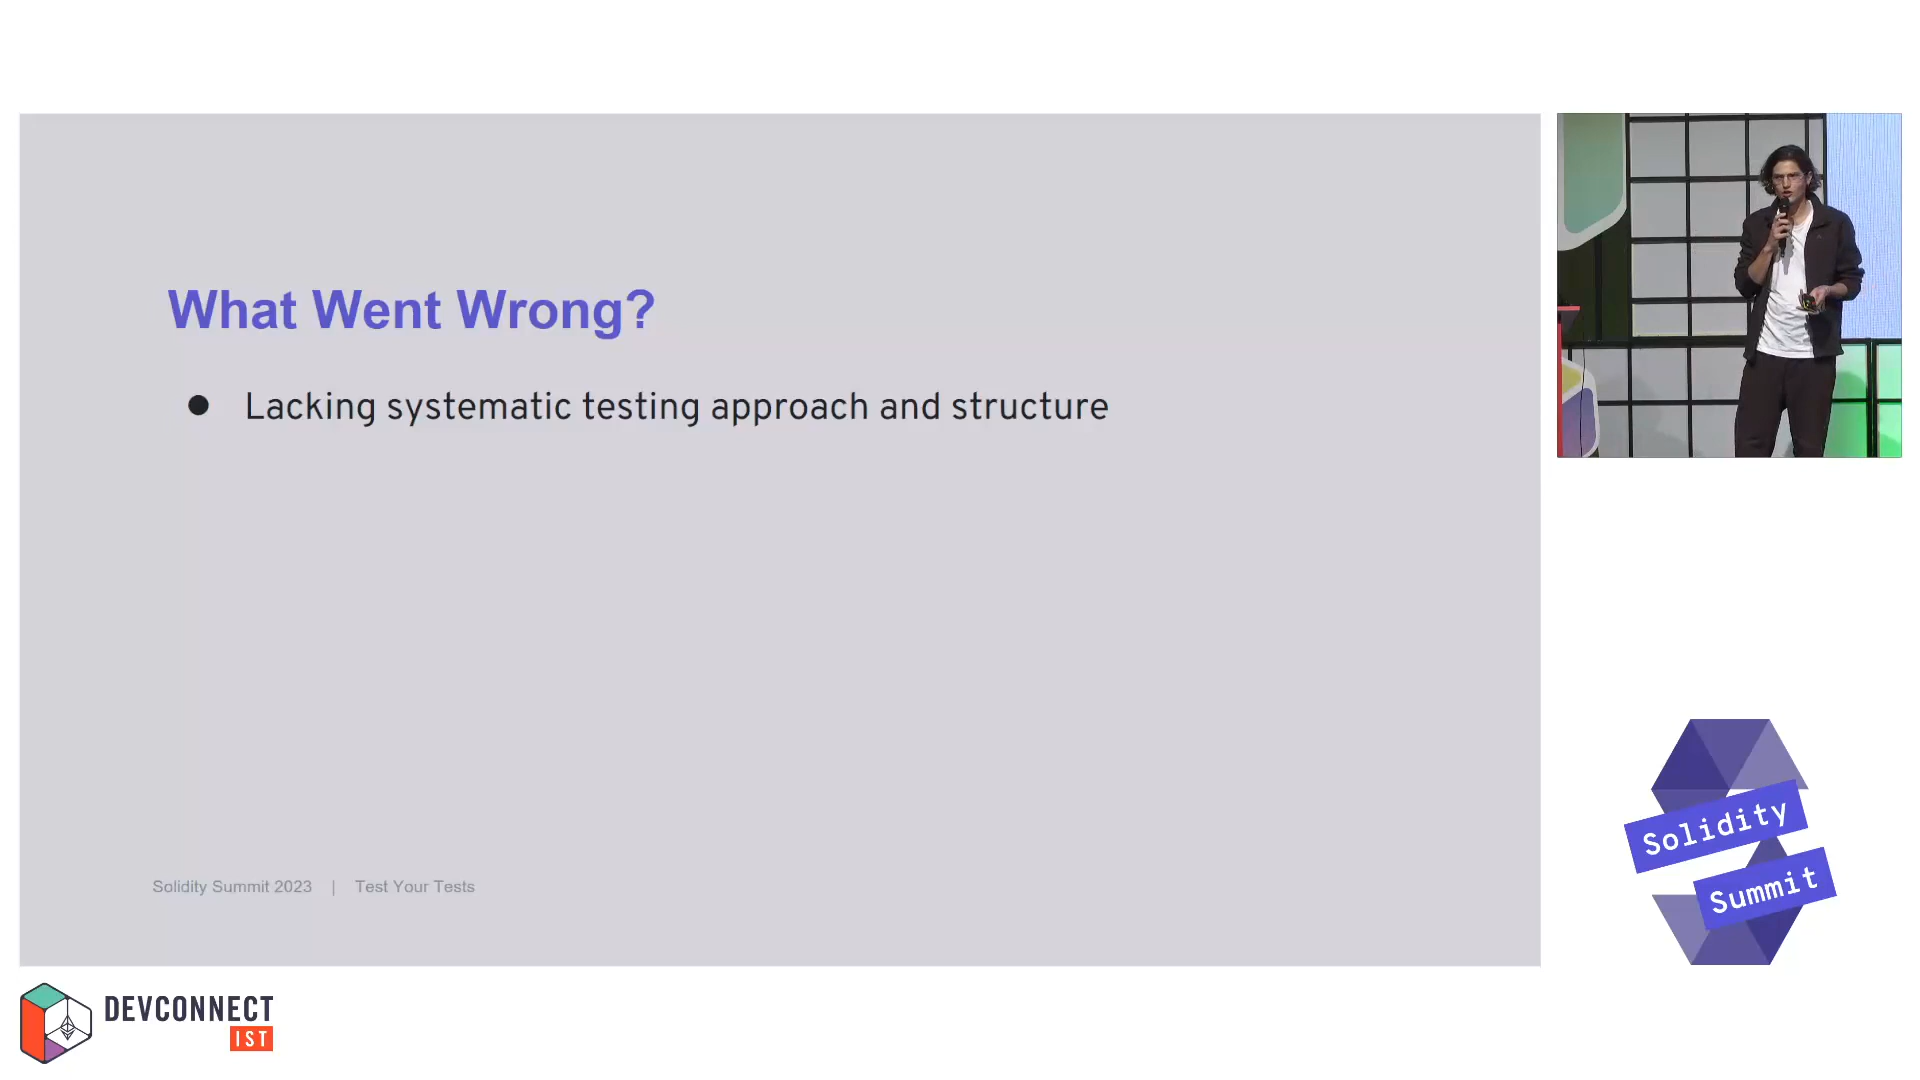 What Went Wrong?
● Lacking systematic testing approach and structure
Solidity Summit 2023 | Test Your Tests
Solidity
Summit
DEVCONNECT
IST